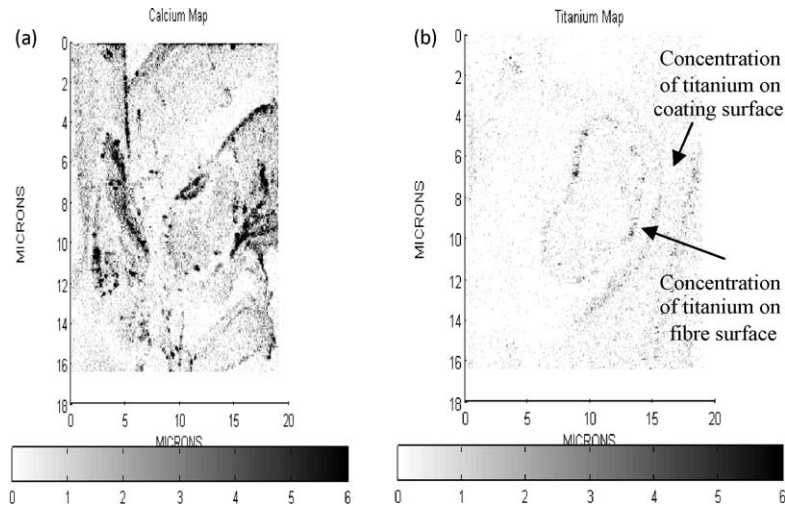 (a)
Calcium Map
0
2
4
6
8
10
12
14
16
18
MICRONS
0 5 10 15 20
MICRONS
0 1 2 3 4 5 6
(b)
Titanium Map
0
2
4
6
8
10
12
14
16
18
MICRONS
0 5 10 15 20
MICRONS
0 1 2 3 4 5 6
Concentration
of titanium on
coating surface
Concentration
of titanium on
fibre surface